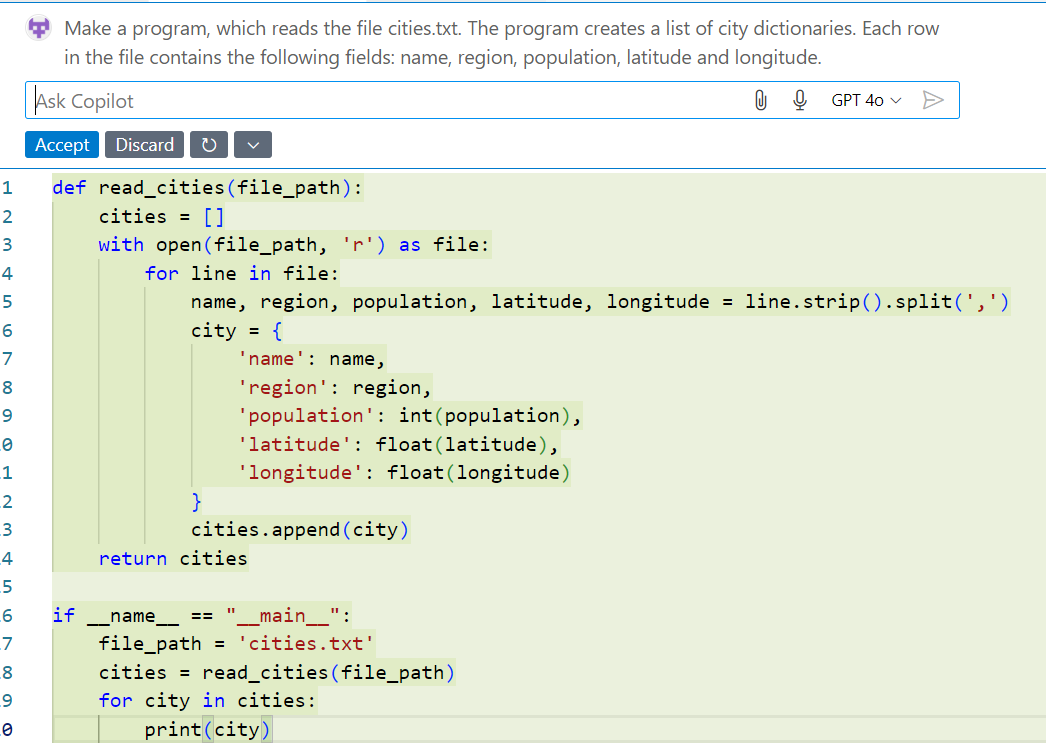 Make a program, which reads the file cities.txt. The program creates a list of city dictionaries. Each row
in the file contains the following fields: name, region, population, latitude and longitude.
Ask Copilot GPT 4o
Accept Discard
1 def read_cities(file_path):
2     cities = []
3     with open(file_path, 'r') as file:
4         for line in file:
5             name, region, population, latitude, longitude = line.strip().split(',')
6             city = {
7                 'name': name,
8                 'region': region,
9                 'population': int(population),
0                 'latitude': float(latitude),
1                 'longitude': float(longitude)
2             }
3             cities.append(city)
4     return cities
5
6 if __name__ == "__main__":
7     file_path = 'cities.txt'
8     cities = read_cities(file_path)
9     for city in cities:
0         print(city)